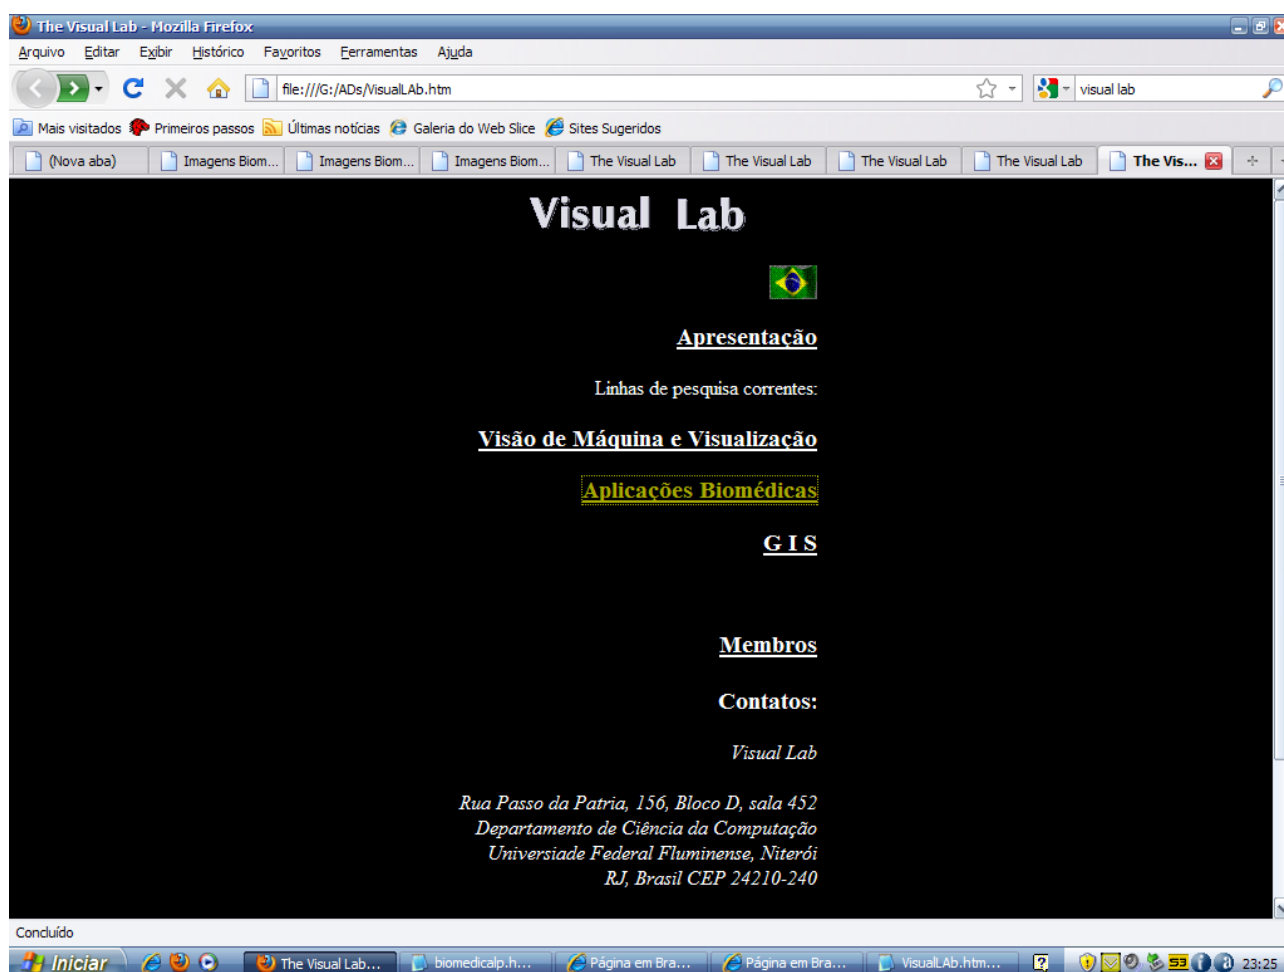 The Visual Lab - Mozilla Firefox
Arquivo Editar Exibir Histórico Favoritos Ferramentas Ajuda
file:///G:/ADs/VisualLAb.htm visual lab
Mais visitados Primeiros passos Últimas notícias Galeria do Web Slice Sites Sugeridos
(Nova aba) Imagens Biom... Imagens Biom... Imagens Biom... The Visual Lab The Visual Lab The Visual Lab The Visual Lab The Vis...
Visual Lab
Apresentação
Linhas de pesquisa correntes:
Visão de Máquina e Visualização
Aplicações Biomédicas
G I S
Membros
Contatos:
Visual Lab
Rua Passo da Patria, 156, Bloco D, sala 452
Departamento de Ciência da Computação
Universiade Federal Fluminense, Niterói
RJ, Brasil CEP 24210-240
Concluído
Iniciar The Visual Lab... biomedicalp.h... Página em Bra... Página em Bra... VisualLAb.htm... 53 23:25